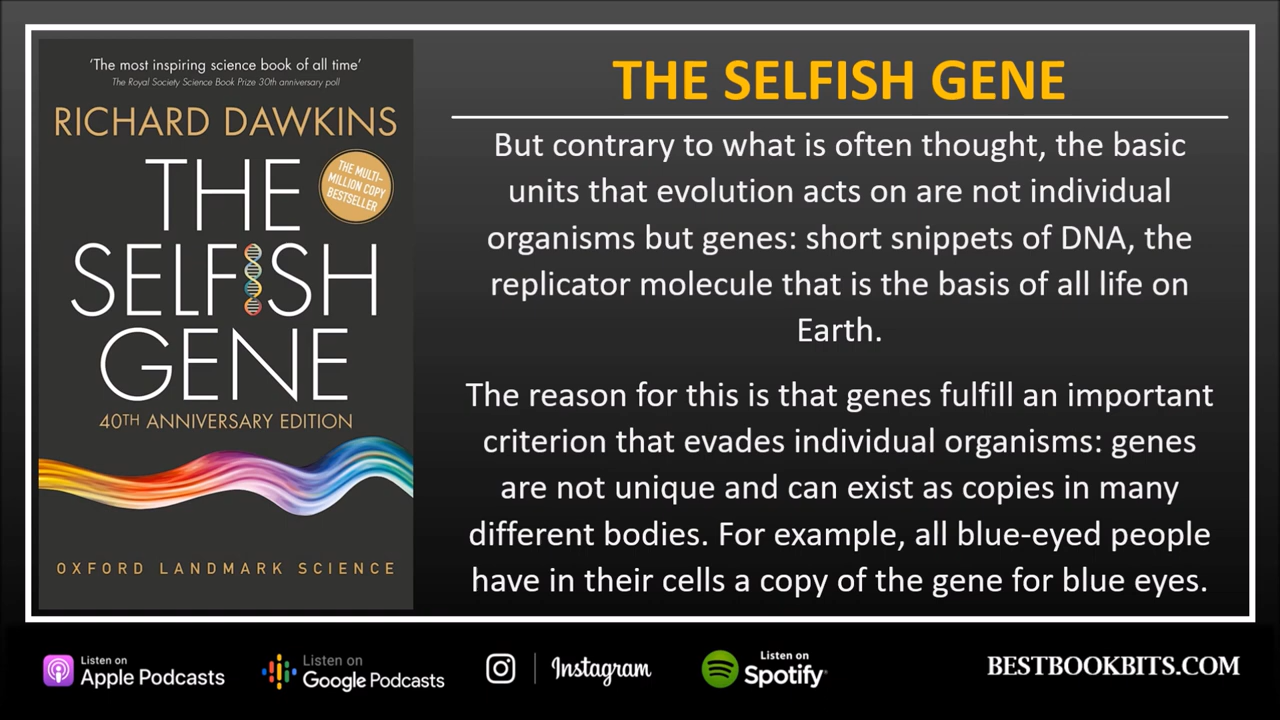 ‘The most inspiring science book of all time’
The Royal Society Science Book Prize 30th anniversary poll
RICHARD DAWKINS
THE
SELFISH
GENE
THE MULTI-
MILLION COPY
BESTSELLER
40TH ANNIVERSARY EDITION
OXFORD LANDMARK SCIENCE
THE SELFISH GENE
But contrary to what is often thought, the basic
units that evolution acts on are not individual
organisms but genes: short snippets of DNA, the
replicator molecule that is the basis of all life on
Earth.
The reason for this is that genes fulfill an important
criterion that evades individual organisms: genes
are not unique and can exist as copies in many
different bodies. For example, all blue-eyed people
have in their cells a copy of the gene for blue eyes.
Listen on
Apple Podcasts
Listen on
Google Podcasts
Instagram
Listen on
Spotify
BESTBOOKBITS.COM